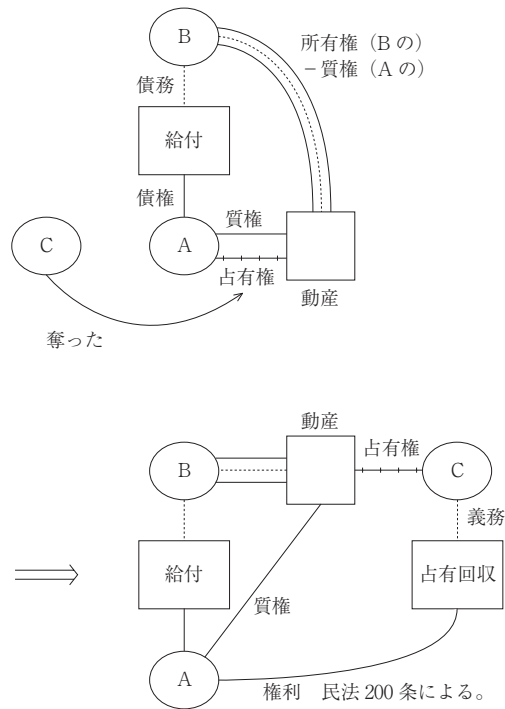 B
所有権（Bの）
−質権（Aの）
債務
給付
債権
質権
C
A
占有権
動産
奪った
動産
占有権
B
C
義務
給付
占有回収
質権
A
権利　民法200条による。